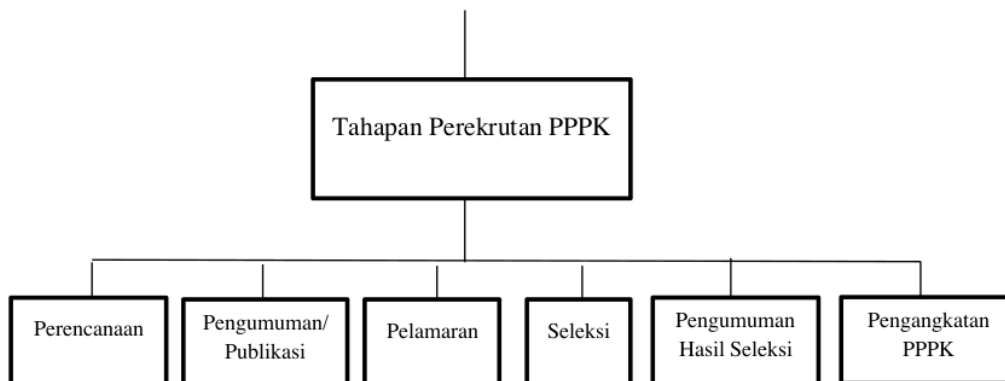 Tahapan Perekrutan PPPK
Perencanaan
Pengumuman/
Publikasi
Pelamaran
Seleksi
Pengumuman
Hasil Seleksi
Pengangkatan
PPPK